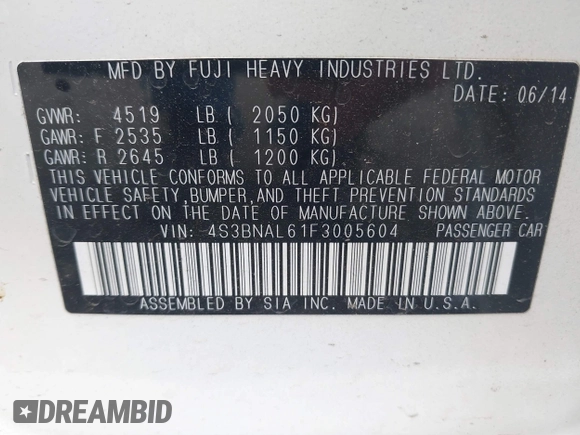 MFD BY FUJI HEAVY INDUSTRIES LTD.
DATE: 06/14
GVWR: 4519 LB ( 2050 KG)
GAWR: F 2535 LB ( 1150 KG)
GAWR: R 2645 LB ( 1200 KG)
THIS VEHICLE CONFORMS TO ALL APPLICABLE FEDERAL MOTOR
VEHICLE SAFETY,BUMPER,AND THEFT PREVENTION STANDARDS
IN EFFECT ON THE DATE OF MANUFACTURE SHOWN ABOVE.
VIN: 4S3BNAL61F3005604 PASSENGER CAR
ASSEMBLED BY SIA INC. MADE IN U.S.A.
DREAMBID